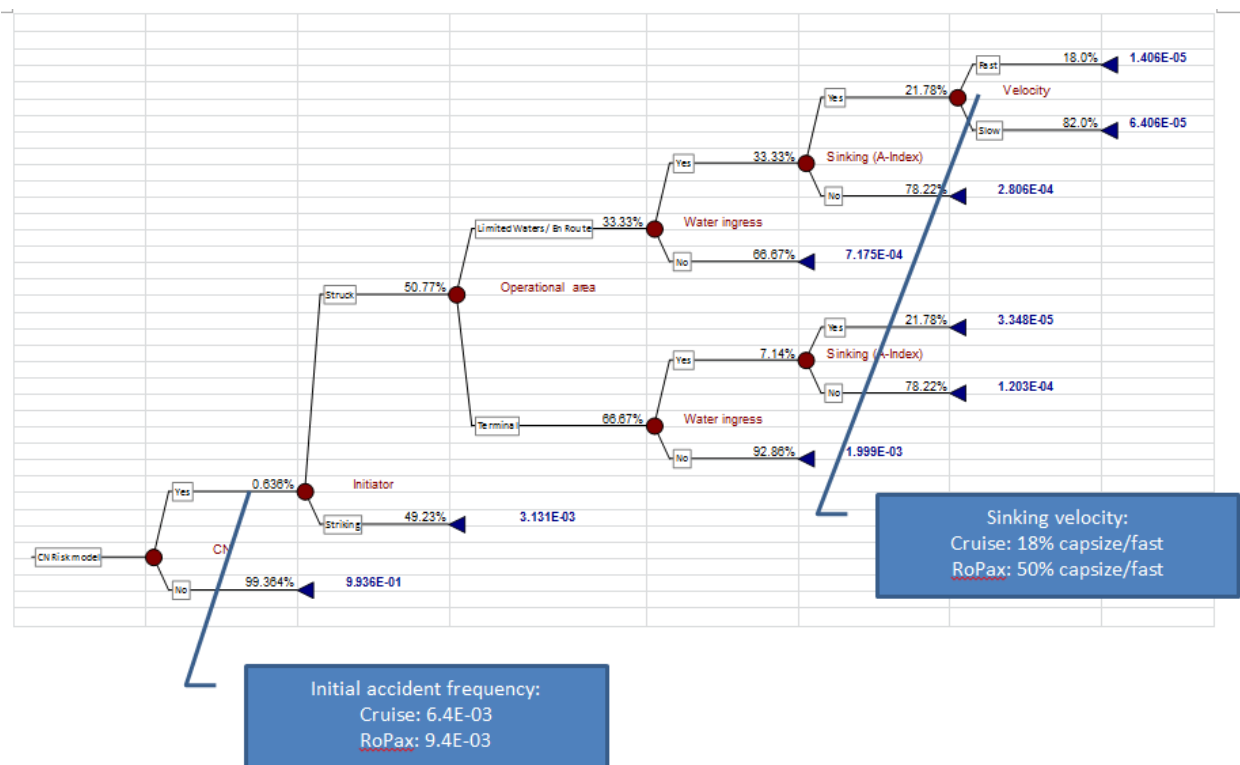 Fast 18.0% 1.406E-05
Yes 21.78% Velocity
Slow 82.0% 6.406E-05
Yes 33.33% Sinking (A-Index)
No 78.22% 2.806E-04
Limited Waters / En Route 33.33% Water ingress
No 66.67% 7.175E-04
Struck 50.77% Operational area
Yes 21.78% 3.348E-05
Yes 7.14% Sinking (A-Index)
No 78.22% 1.203E-04
Terminal 66.67% Water ingress
No 92.86% 1.999E-03
Yes 0.636% Initiator
Striking 49.23% 3.131E-03
CN Risk model CN
No 99.364% 9.936E-01
Sinking velocity:
Cruise: 18% capsize/fast
RoPax: 50% capsize/fast
Initial accident frequency:
Cruise: 6.4E-03
RoPax: 9.4E-03